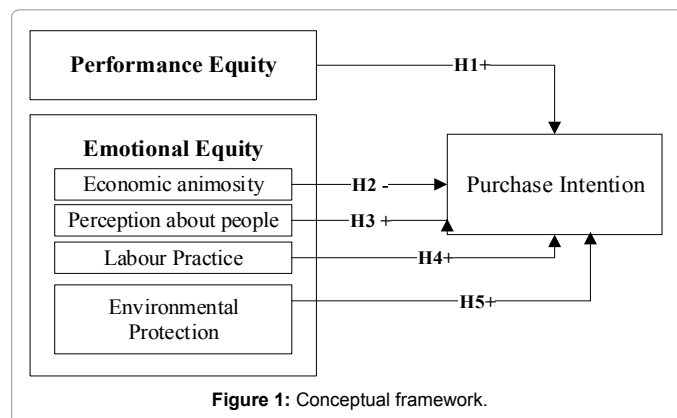 Performance Equity
H1+
Emotional Equity
Economic animosity
H2 -
Perception about people
H3 +
Labour Practice
H4+
Environmental
Protection
H5+
Purchase Intention
Figure 1: Conceptual framework.